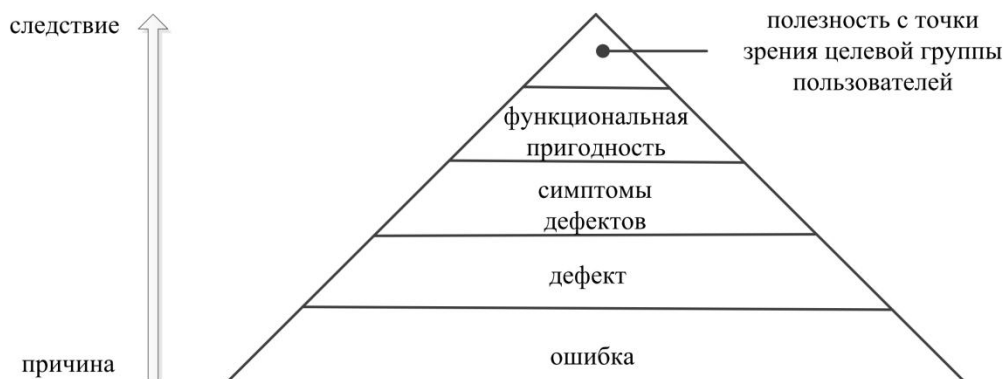 следствие
полезность с точки
зрения целевой группы
пользователей
функциональная
пригодность
симптомы
дефектов
дефект
ошибка
причина